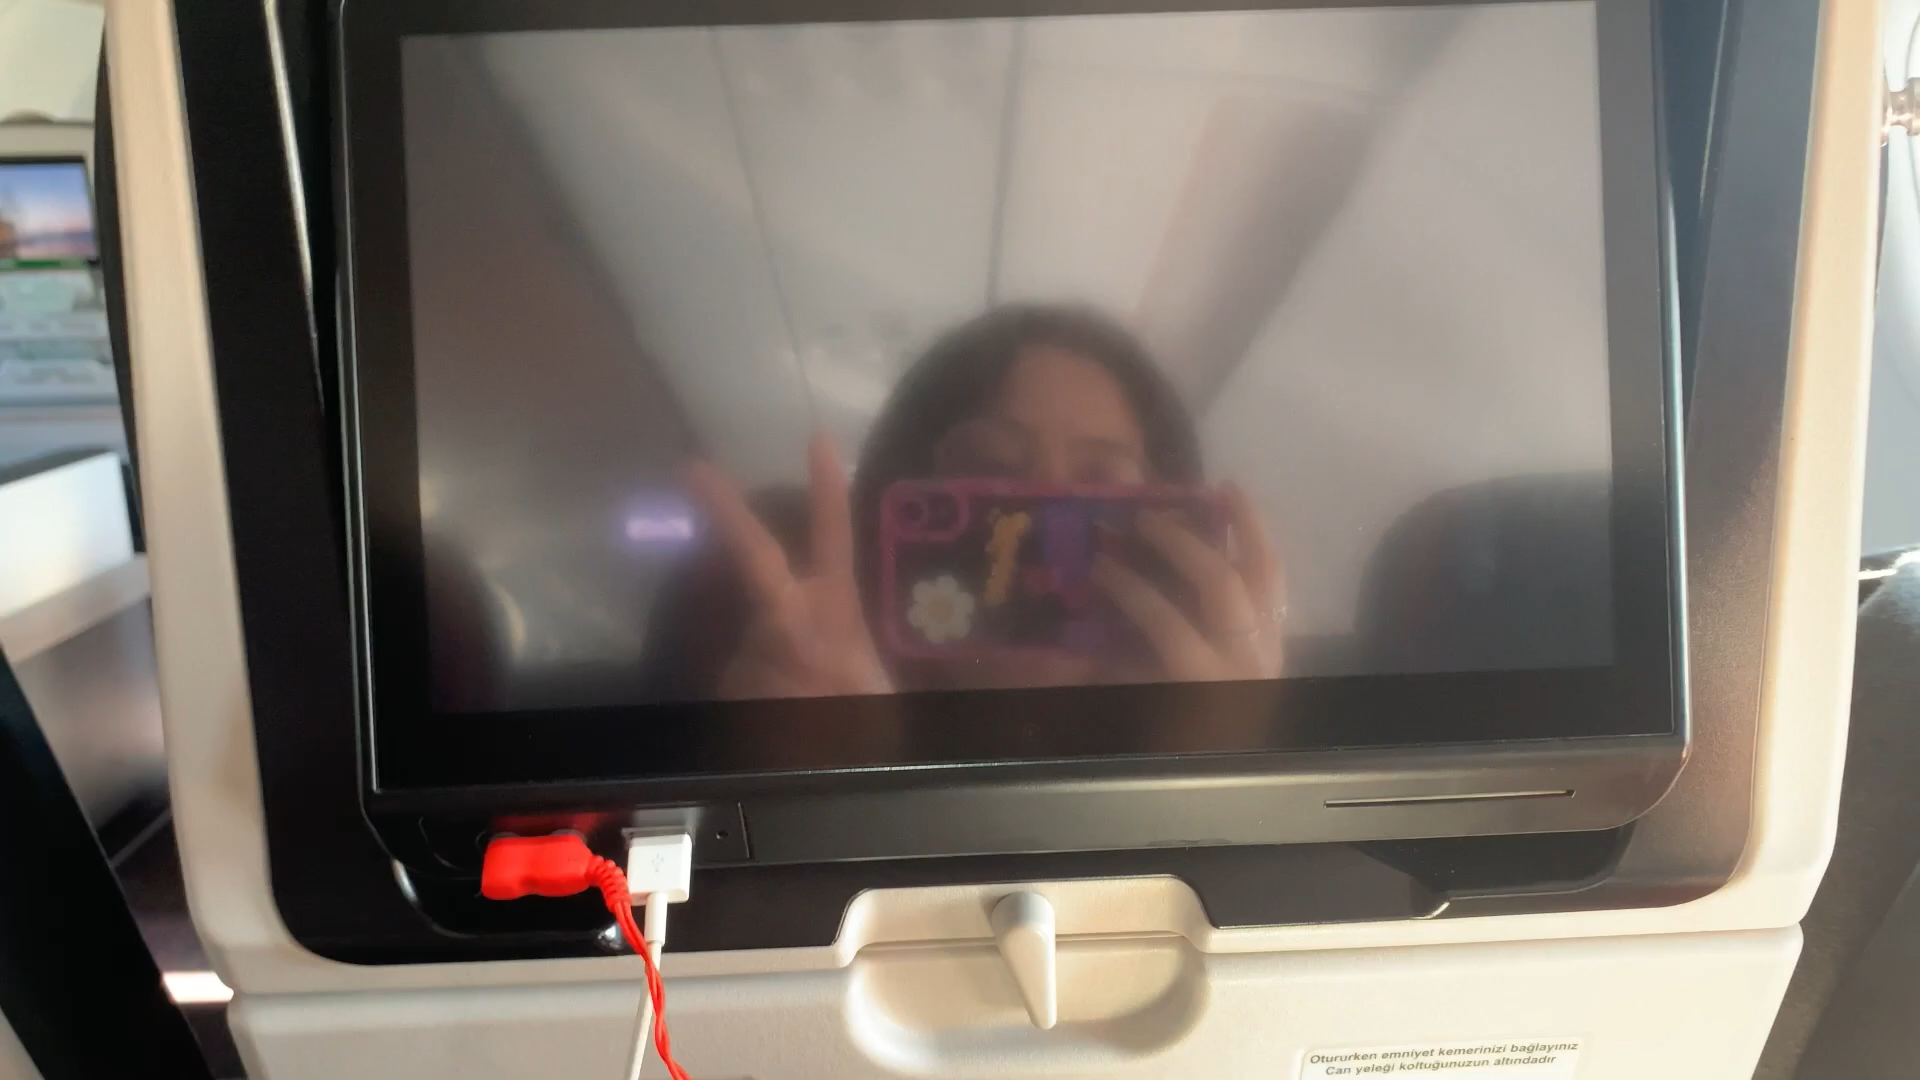 Otururken emniyet kemerinizi bağlayınız
Can yeleği koltuğunuzun altındadır